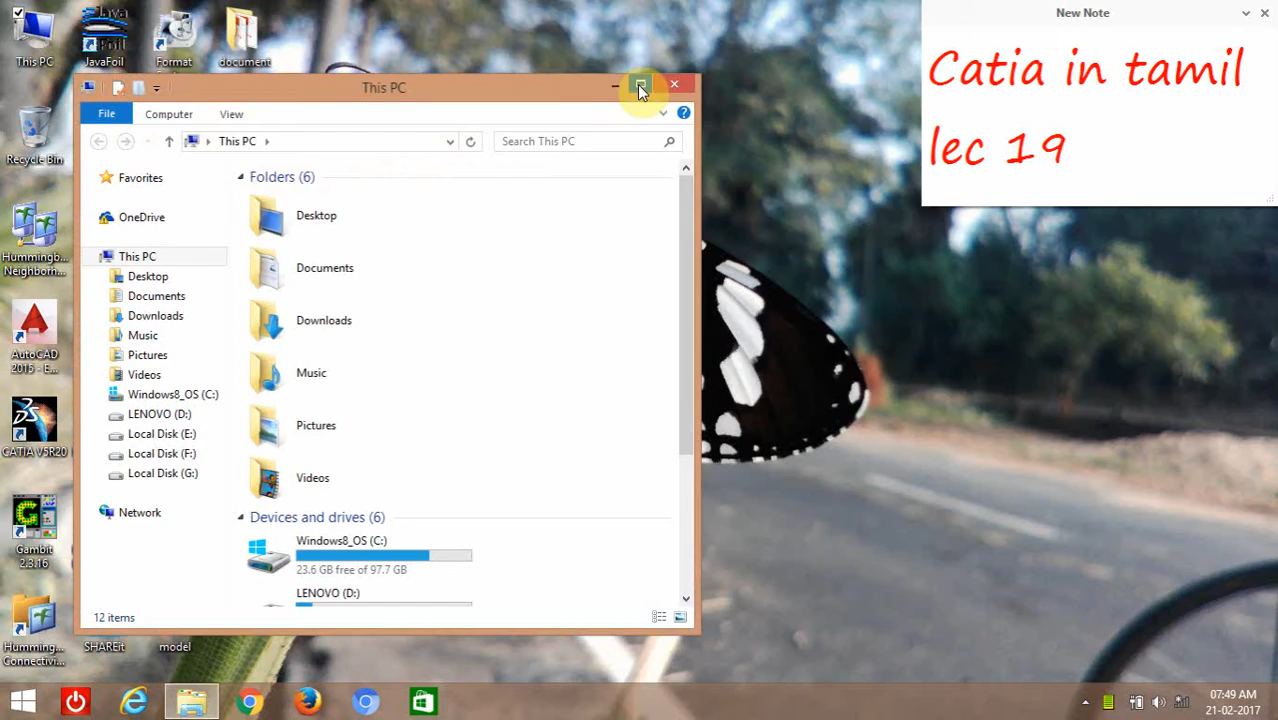 This PC
JavaFoil
Format
document
Recycle Bin
Hummingb...
Neighborh...
AutoCAD
2015 - E...
CATIA V5R20
Gambit
2.3.16
Humming...
Connectivi...
SHAREit
model
This PC
File
Computer
View
This PC
Search This PC
Favorites
OneDrive
This PC
Desktop
Documents
Downloads
Music
Pictures
Videos
Windows8_OS (C:)
LENOVO (D:)
Local Disk (E:)
Local Disk (F:)
Local Disk (G:)
Network
Folders (6)
Desktop
Documents
Downloads
Music
Pictures
Videos
Devices and drives (6)
Windows8_OS (C:)
23.6 GB free of 97.7 GB
LENOVO (D:)
12 items
New Note
Catia in tamil
lec 19
07:49 AM
21-02-2017